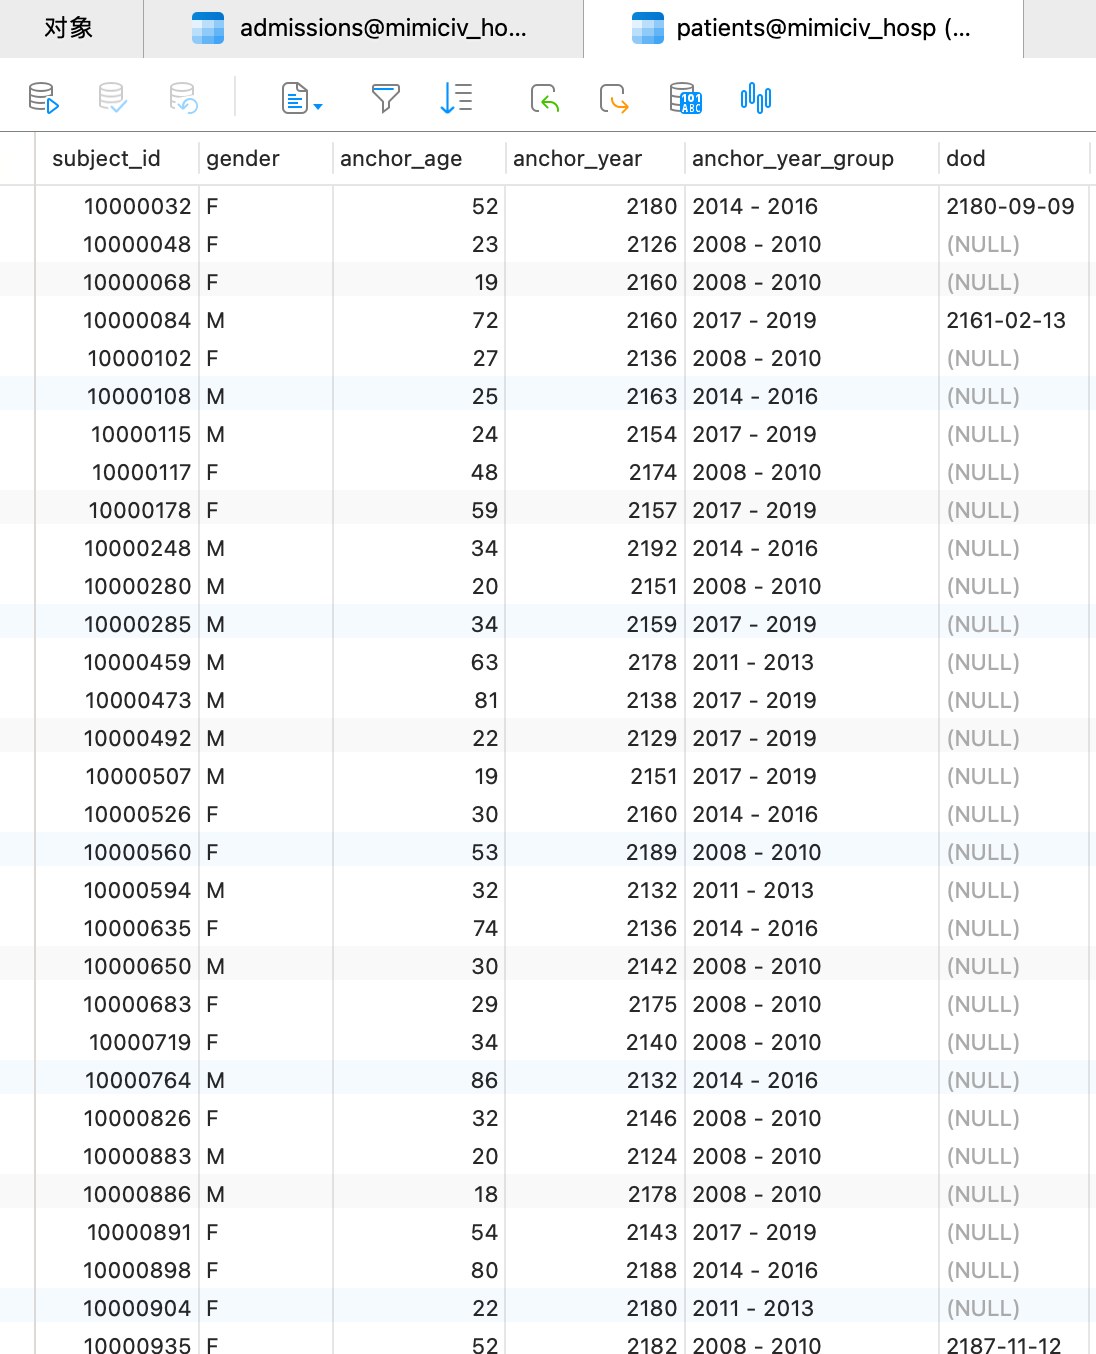 对象 admissions@mimiciv_ho... patients@mimiciv_hosp (...
101
ABC
subject_id gender anchor_age anchor_year anchor_year_group dod
10000032 F 52 2180 2014 - 2016 2180-09-09
10000048 F 23 2126 2008 - 2010 (NULL)
10000068 F 19 2160 2008 - 2010 (NULL)
10000084 M 72 2160 2017 - 2019 2161-02-13
10000102 F 27 2136 2008 - 2010 (NULL)
10000108 M 25 2163 2014 - 2016 (NULL)
10000115 M 24 2154 2017 - 2019 (NULL)
10000117 F 48 2174 2008 - 2010 (NULL)
10000178 F 59 2157 2017 - 2019 (NULL)
10000248 M 34 2192 2014 - 2016 (NULL)
10000280 M 20 2151 2008 - 2010 (NULL)
10000285 M 34 2159 2017 - 2019 (NULL)
10000459 M 63 2178 2011 - 2013 (NULL)
10000473 M 81 2138 2017 - 2019 (NULL)
10000492 M 22 2129 2017 - 2019 (NULL)
10000507 M 19 2151 2017 - 2019 (NULL)
10000526 F 30 2160 2014 - 2016 (NULL)
10000560 F 53 2189 2008 - 2010 (NULL)
10000594 M 32 2132 2011 - 2013 (NULL)
10000635 F 74 2136 2014 - 2016 (NULL)
10000650 M 30 2142 2008 - 2010 (NULL)
10000683 F 29 2175 2008 - 2010 (NULL)
10000719 F 34 2140 2008 - 2010 (NULL)
10000764 M 86 2132 2014 - 2016 (NULL)
10000826 F 32 2146 2008 - 2010 (NULL)
10000883 M 20 2124 2008 - 2010 (NULL)
10000886 M 18 2178 2008 - 2010 (NULL)
10000891 F 54 2143 2017 - 2019 (NULL)
10000898 F 80 2188 2014 - 2016 (NULL)
10000904 F 22 2180 2011 - 2013 (NULL)
10000935 F 52 2182 2008 - 2010 2187-11-12